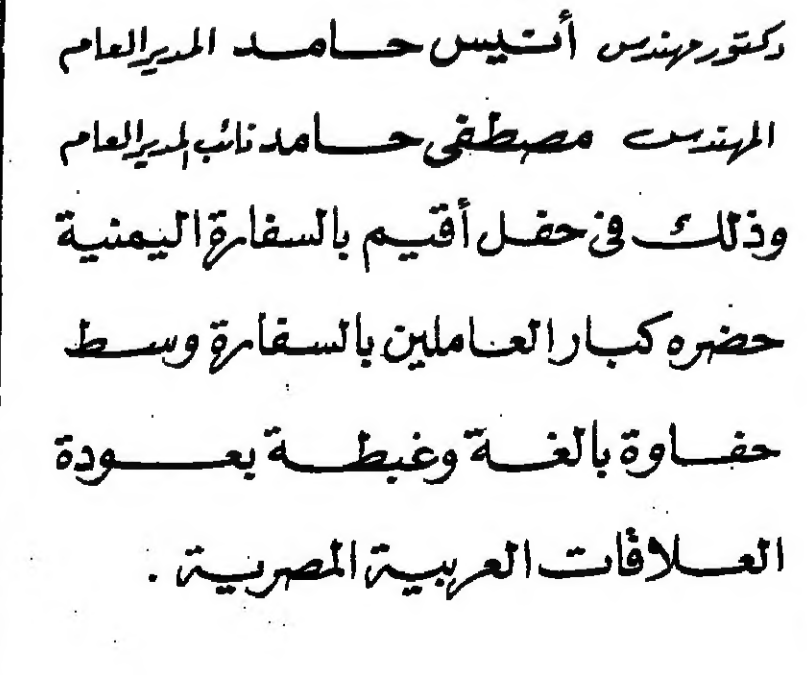 دكتور مهندس أنيس حامد المدير العام
المهندس مصطفى حامد نائب المدير العام
وذلك في حفل أقيم بالسفارة اليمنية
حضره كبار العاملين بالسفارة وسط
حفاوة بالغة وغبطة بعودة
العلاقات العربية المصرية .